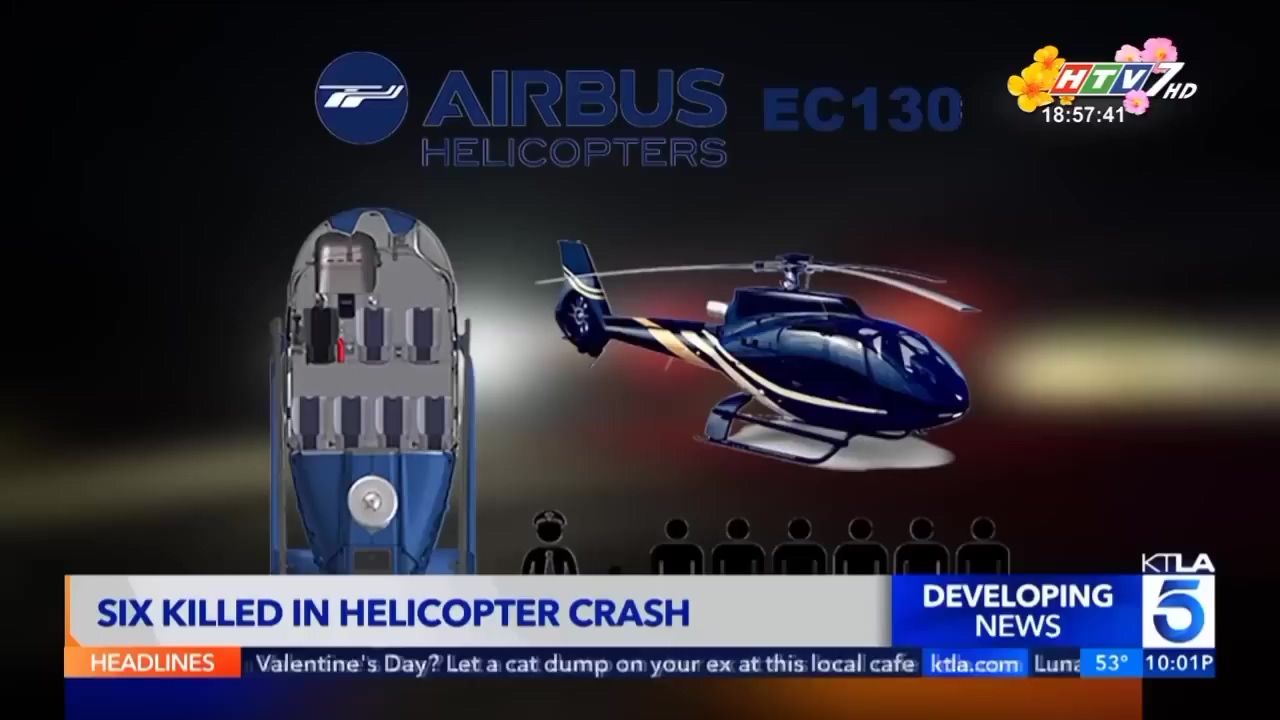 AIRBUS
HELICOPTERS
EC130
HTV7 HD
18:57:41
SIX KILLED IN HELICOPTER CRASH
DEVELOPING
NEWS
KTLA
5
HEADLINES
Valentine's Day? Let a cat dump on your ex at this local cafe ktla.com Luna
53° 10:01P